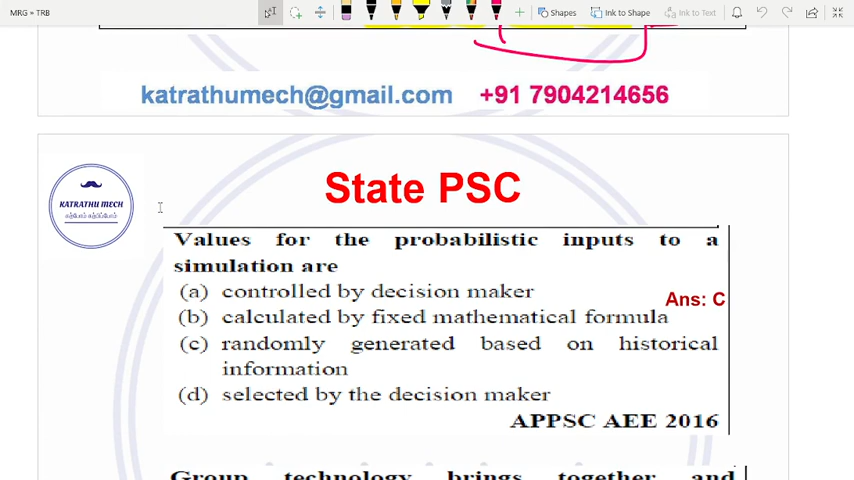 MRG = TRB
Shapes
Ink to Shape
Ink to Text
katrathumech@gmail.com +91 7904214656
KATRATHU MECH
கற்போம் கற்பிப்போம்
State PSC
Values for the probabilistic inputs to a
simulation are
(a) controlled by decision maker
Ans: C
(b) calculated by fixed mathematical formula
(c) randomly generated based on historical
information
(d) selected by the decision maker
APPSC AEE 2016
Group technology brings together and